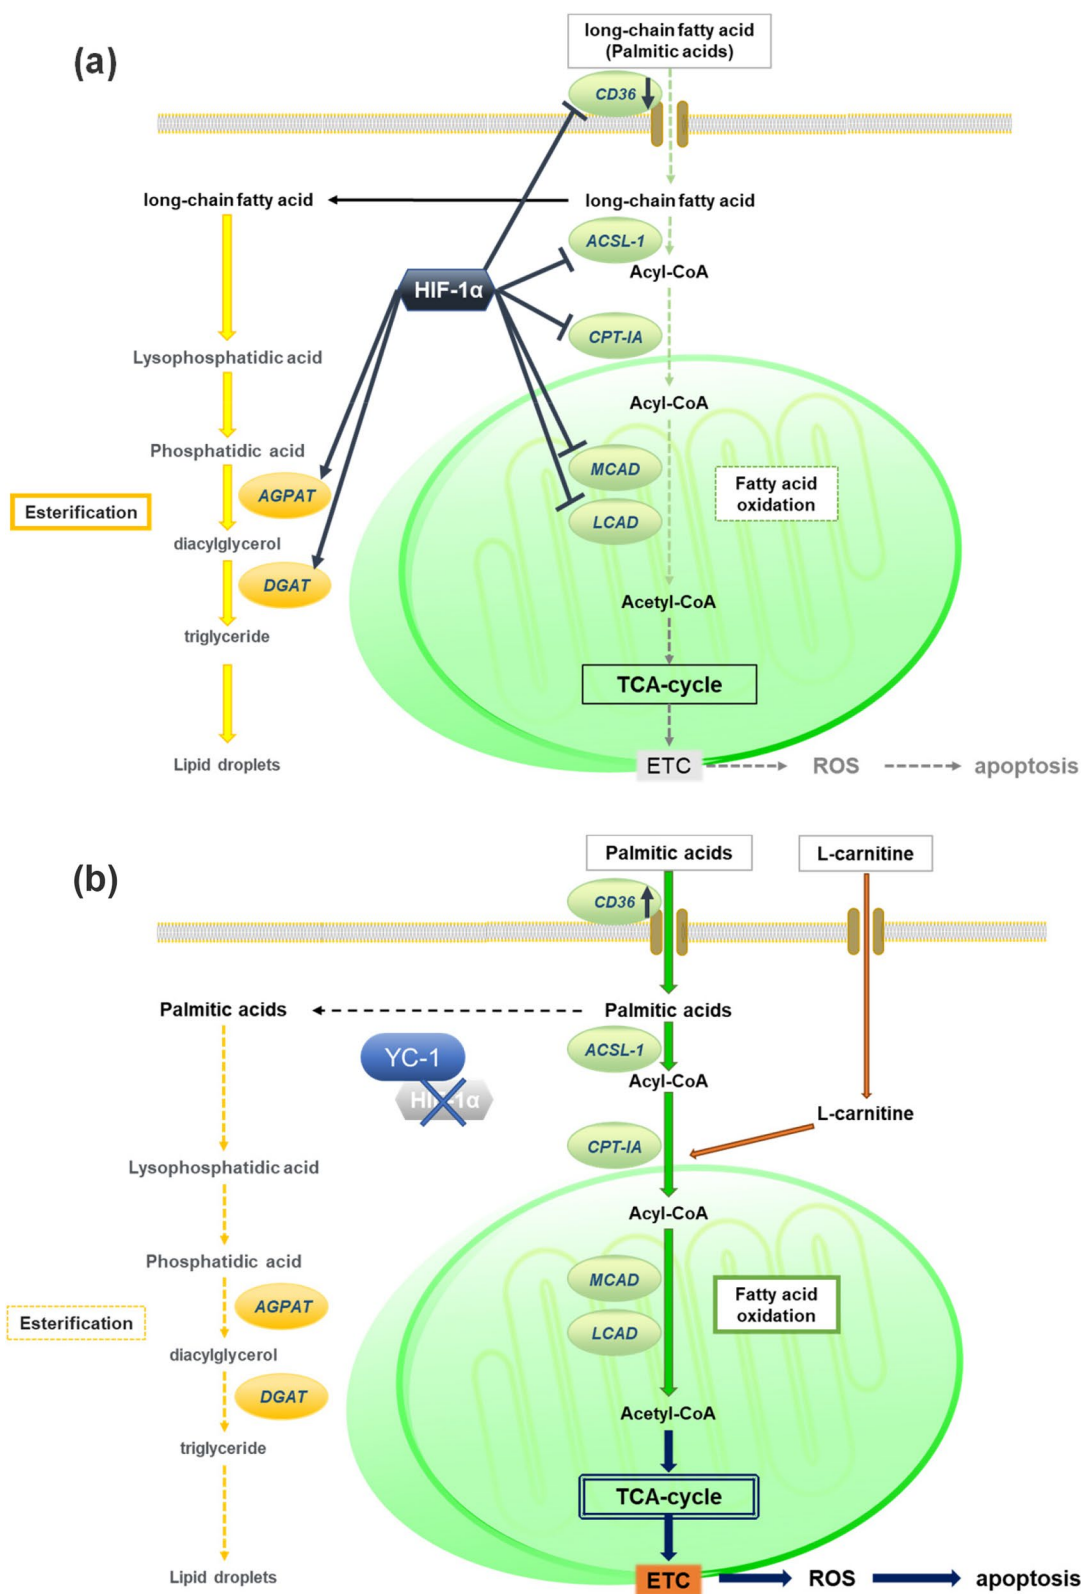 (a)
long-chain fatty acid
(Palmitic acids)
CD36
long-chain fatty acid
long-chain fatty acid
ACSL-1
Acyl-CoA
HIF-1α
CPT-IA
Lysophosphatidic acid
Acyl-CoA
Phosphatidic acid
MCAD
AGPAT
Fatty acid
oxidation
Esterification
LCAD
diacylglycerol
DGAT
Acetyl-CoA
triglyceride
TCA-cycle
Lipid droplets
ETC
ROS
apoptosis
(b)
Palmitic acids
L-carnitine
CD36
Palmitic acids
Palmitic acids
YC-1
ACSL-1
Acyl-CoA
HIF-1α
L-carnitine
CPT-IA
Lysophosphatidic acid
Acyl-CoA
Phosphatidic acid
MCAD
AGPAT
Fatty acid
oxidation
Esterification
LCAD
diacylglycerol
DGAT
Acetyl-CoA
triglyceride
TCA-cycle
Lipid droplets
ETC
ROS
apoptosis